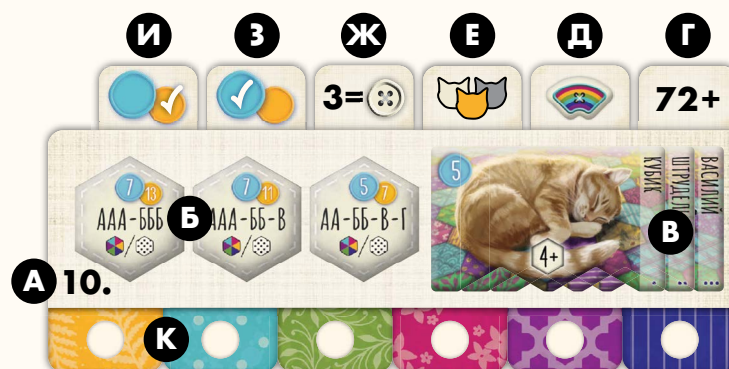 И З Ж Е Д Г
3= 72+
7 13 7 11 5 7 5
ААА-БББ Б ААА-ББ-В АА-ББ-В-Г КУБИК ШТРУДЕЛЬ ВАСИЛИЙ В
/ / / 4+
А 10.
К